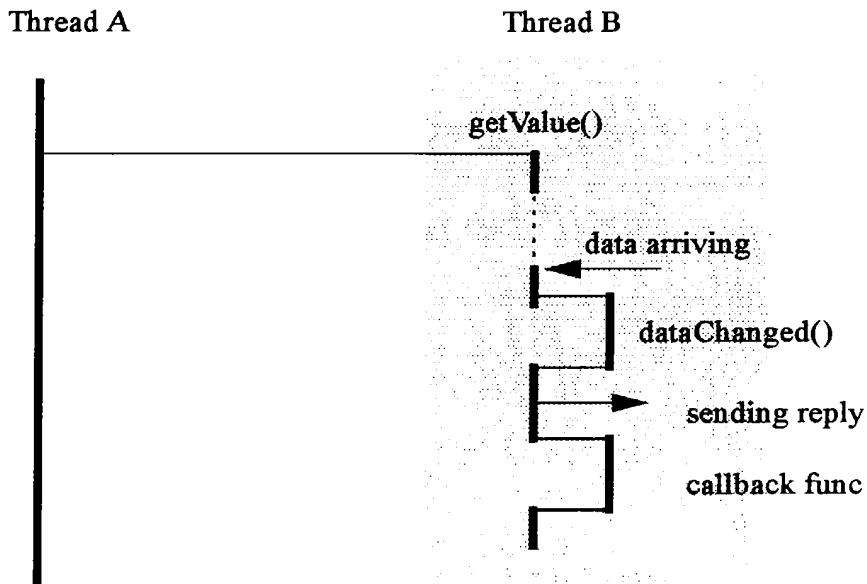 Thread A
Thread B
getValue()
data arriving
dataChanged()
sending reply
callback func